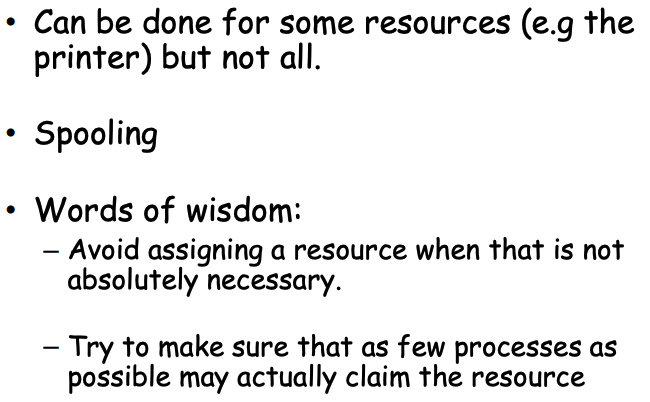 • Can be done for some resources (e.g the
printer) but not all.
• Spooling
• Words of wisdom:
– Avoid assigning a resource when that is not
absolutely necessary.
– Try to make sure that as few processes as
possible may actually claim the resource